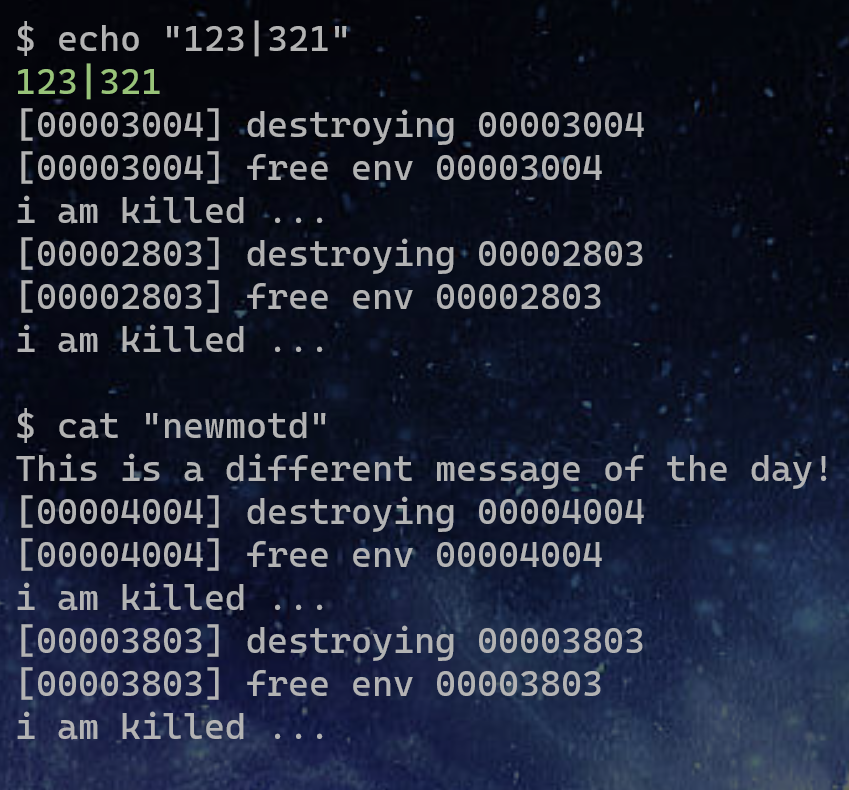 $ echo "123|321"
123|321
[00003004] destroying 00003004
[00003004] free env 00003004
i am killed ...
[00002803] destroying 00002803
[00002803] free env 00002803
i am killed ...
$ cat "newmotd"
This is a different message of the day!
[00004004] destroying 00004004
[00004004] free env 00004004
i am killed ...
[00003803] destroying 00003803
[00003803] free env 00003803
i am killed ...